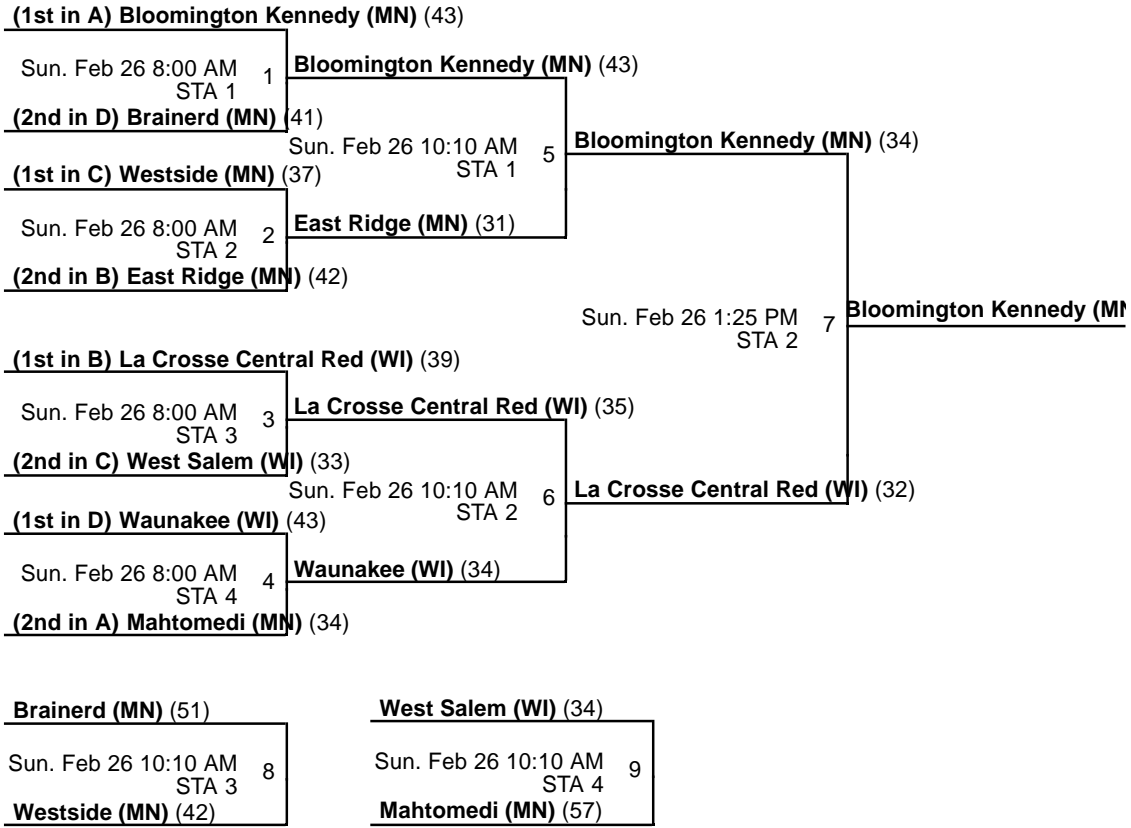 (1st in A) Bloomington Kennedy (MN) (43)
Sun. Feb 26 8:00 AM 1
STA 1
Bloomington Kennedy (MN) (43)
(2nd in D) Brainerd (MN) (41)
Sun. Feb 26 10:10 AM 5
STA 1
Bloomington Kennedy (MN) (34)
(1st in C) Westside (MN) (37)
Sun. Feb 26 8:00 AM 2
STA 2
East Ridge (MN) (31)
(2nd in B) East Ridge (MN) (42)
Sun. Feb 26 1:25 PM 7
STA 2
Bloomington Kennedy (MN
(1st in B) La Crosse Central Red (WI) (39)
Sun. Feb 26 8:00 AM 3
STA 3
La Crosse Central Red (WI) (35)
(2nd in C) West Salem (WI) (33)
Sun. Feb 26 10:10 AM 6
STA 2
La Crosse Central Red (WI) (32)
(1st in D) Waunakee (WI) (43)
Sun. Feb 26 8:00 AM 4
STA 4
Waunakee (WI) (34)
(2nd in A) Mahtomedi (MN) (34)
Brainerd (MN) (51)
Sun. Feb 26 10:10 AM 8
STA 3
Westside (MN) (42)
West Salem (WI) (34)
Sun. Feb 26 10:10 AM 9
STA 4
Mahtomedi (MN) (57)